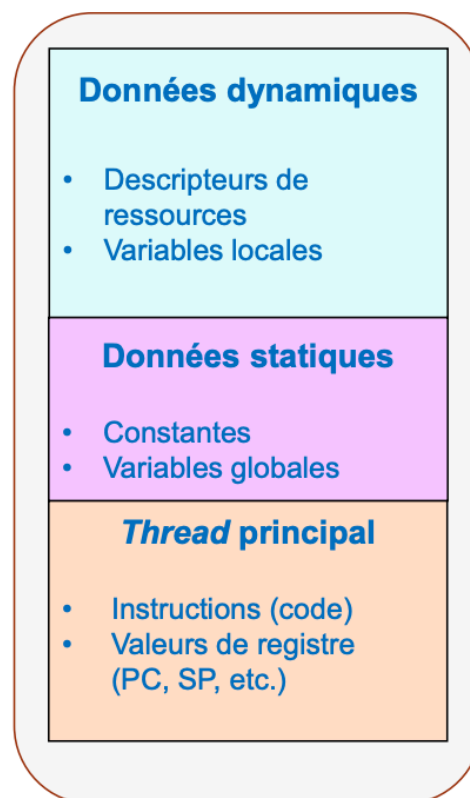 Données dynamiques
• Descripteurs de
ressources
• Variables locales
Données statiques
• Constantes
• Variables globales
Thread principal
• Instructions (code)
• Valeurs de registre
(PC, SP, etc.)